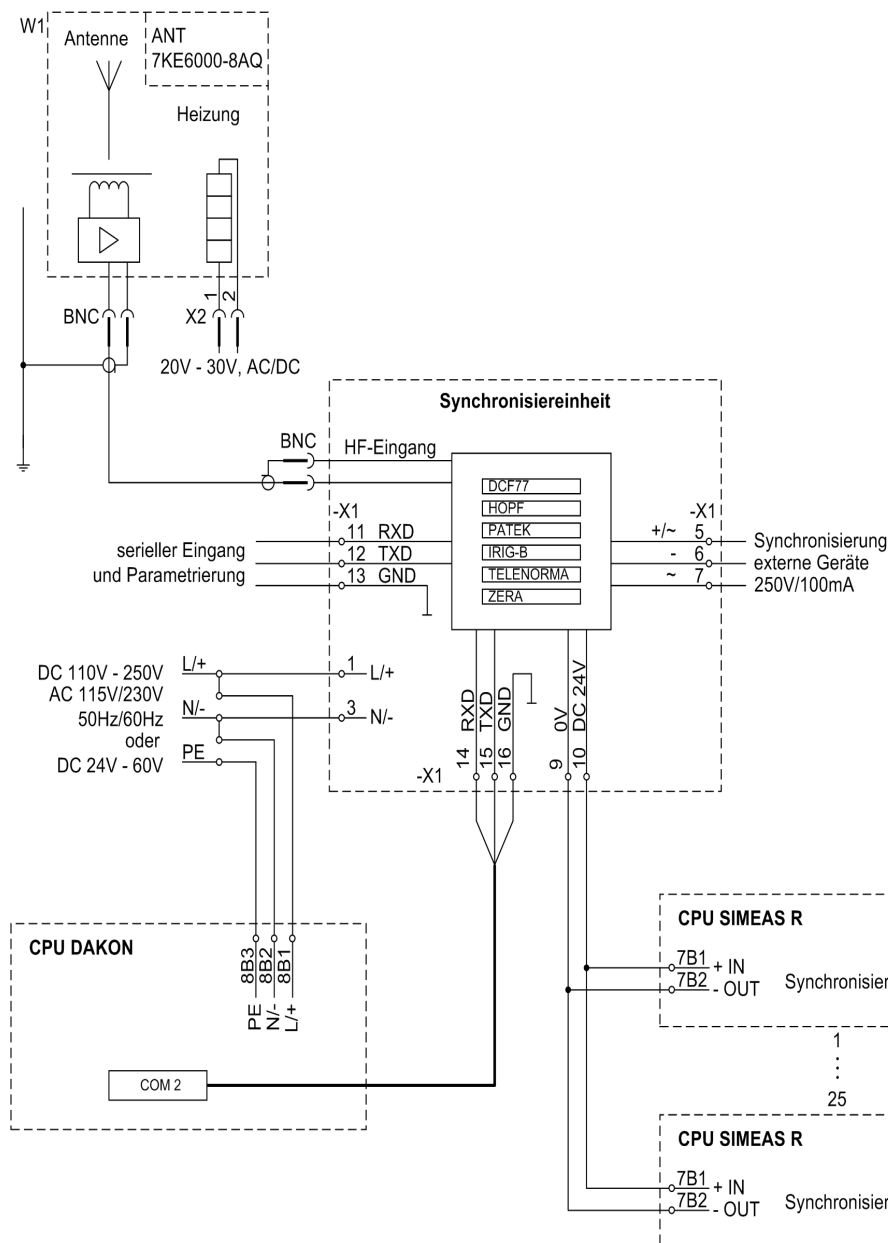 W1
Antenne
ANT
7KE6000-8AQ
Heizung
BNC
X2
1
2
20V - 30V, AC/DC
Synchronisiereinheit
BNC
HF-Eingang
DCF77
HOPF
PATEK
IRIG-B
TELENORMA
ZERA
-X1
11 RXD
12 TXD
13 GND
serieller Eingang
und Parametrierung
-X1
+/~ 5
- 6
~ 7
Synchronisierung
externe Geräte
250V/100mA
DC 110V - 250V
AC 115V/230V
50Hz/60Hz
oder
DC 24V - 60V
L/+
N/-
PE
1
L/+
3
N/-
-X1
14 RXD
15 TXD
16 GND
9 0V
10 DC 24V
CPU DAKON
8B3
8B2
8B1
PE
N/-
L/+
COM 2
CPU SIMEAS R
7B1 + IN
7B2 - OUT
Synchronisier
1
25
CPU SIMEAS R
7B1 + IN
7B2 - OUT
Synchronisier